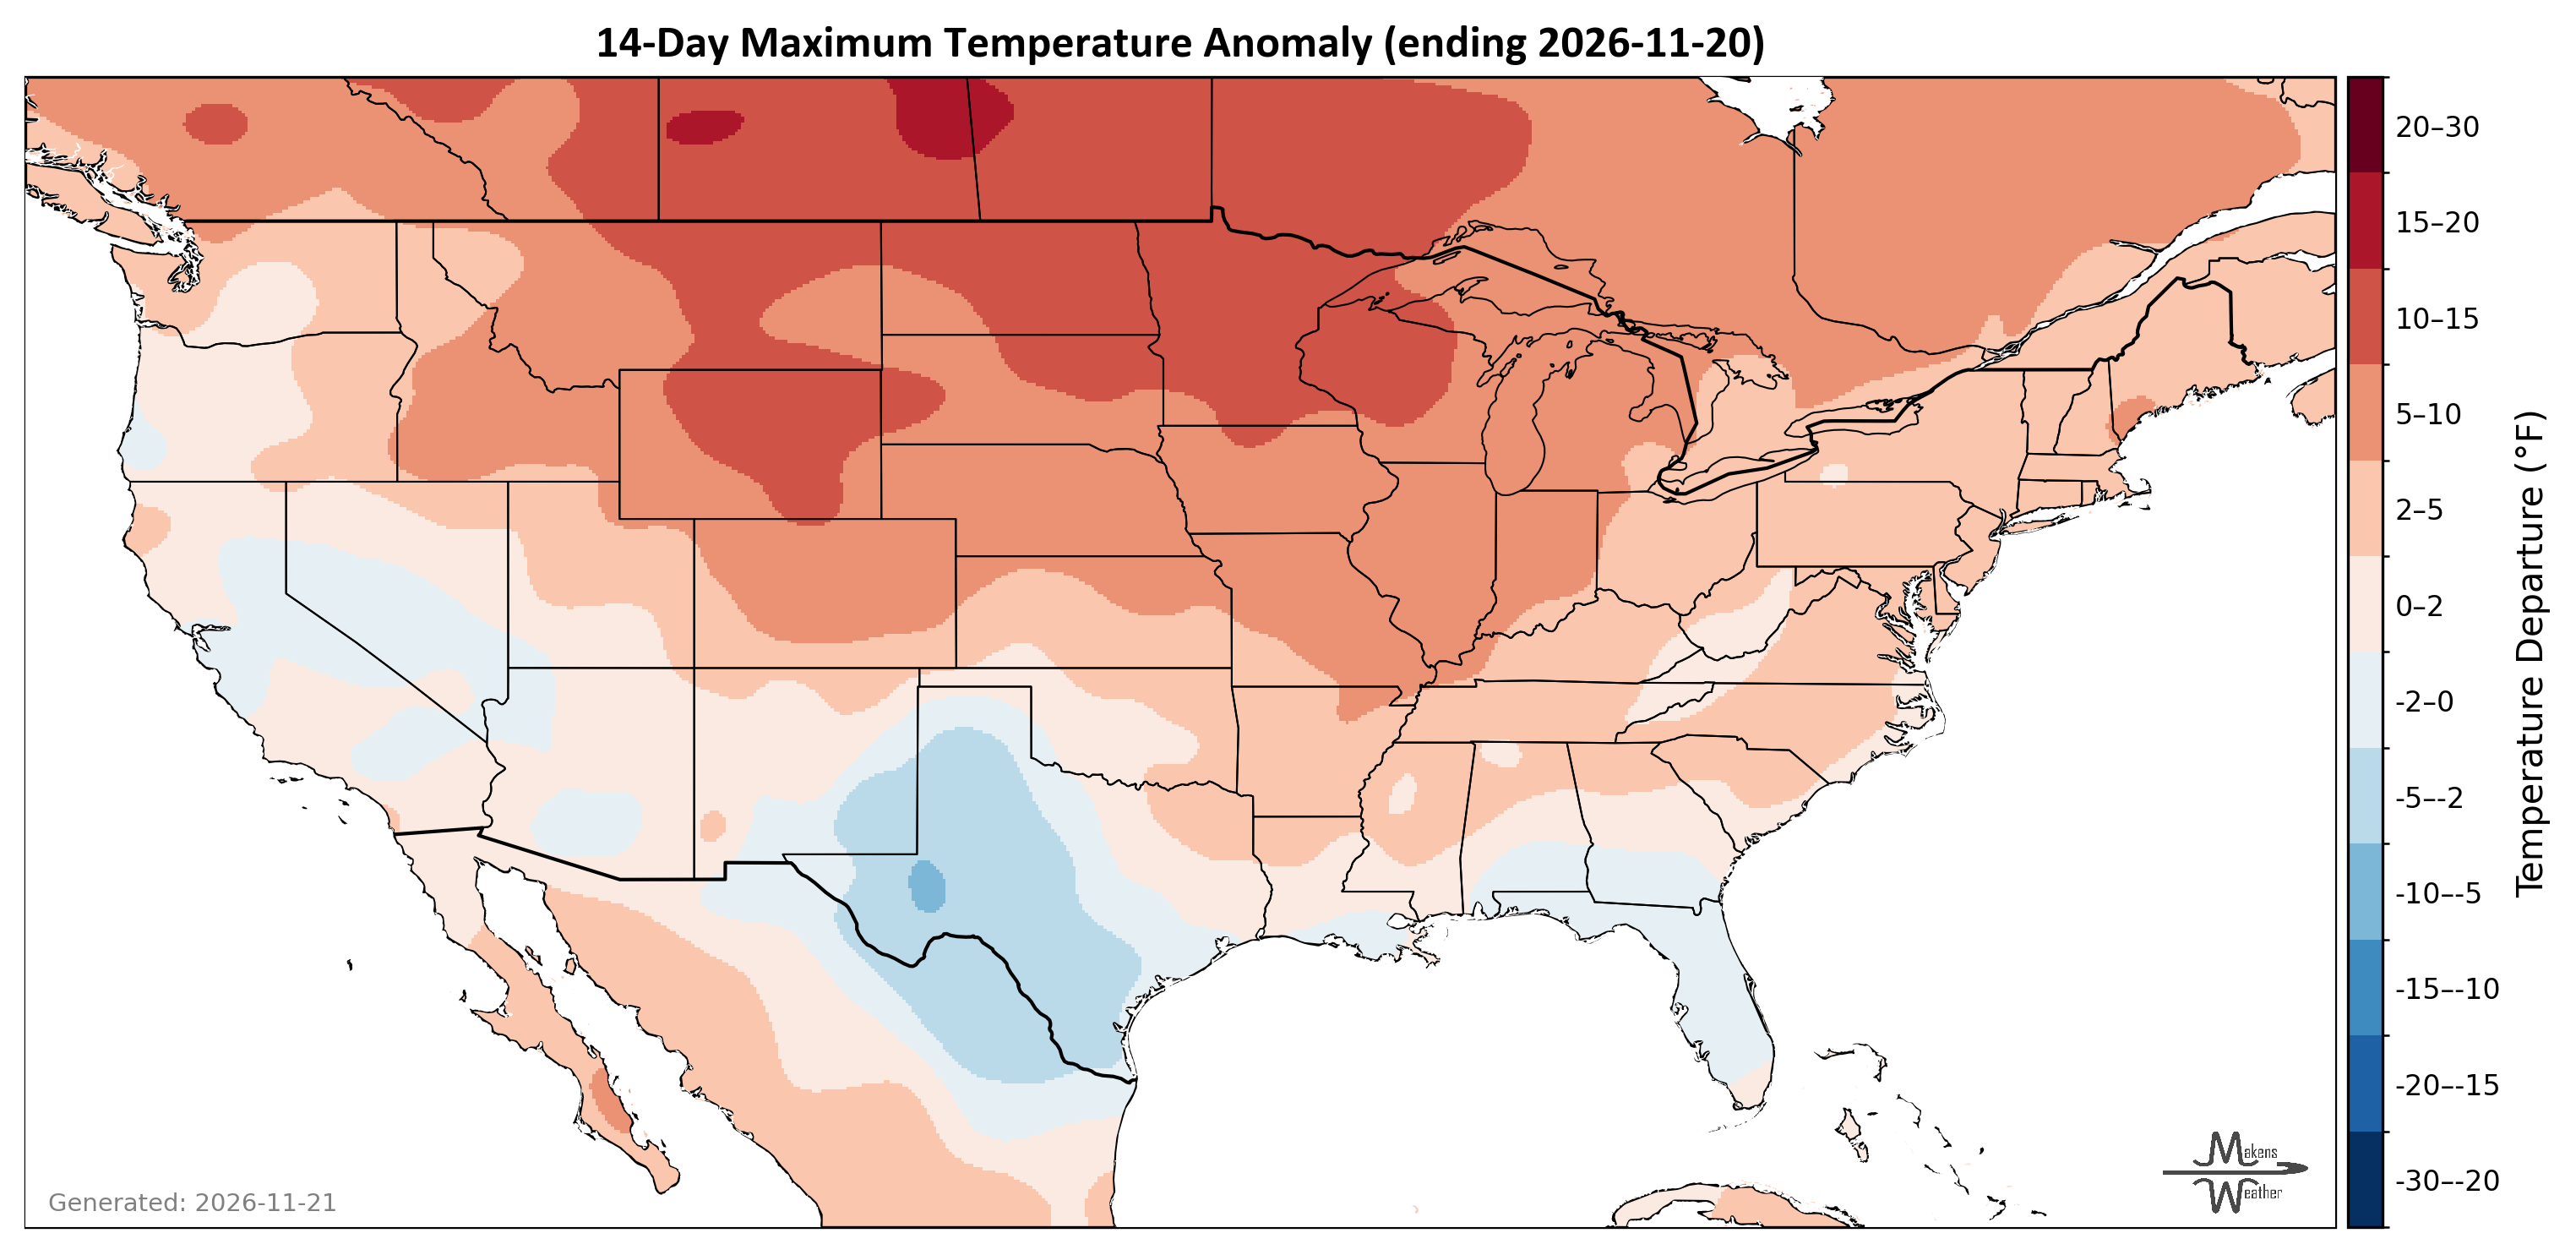 14-Day Maximum Temperature Anomaly (ending 2026-11-20)
20–30
15–20
10–15
5–10
2–5
0–2
-2–0
-5–-2
-10–-5
-15–-10
-20–-15
-30–-20
Temperature Departure (°F)
Generated: 2026-11-21
Makens
Weather